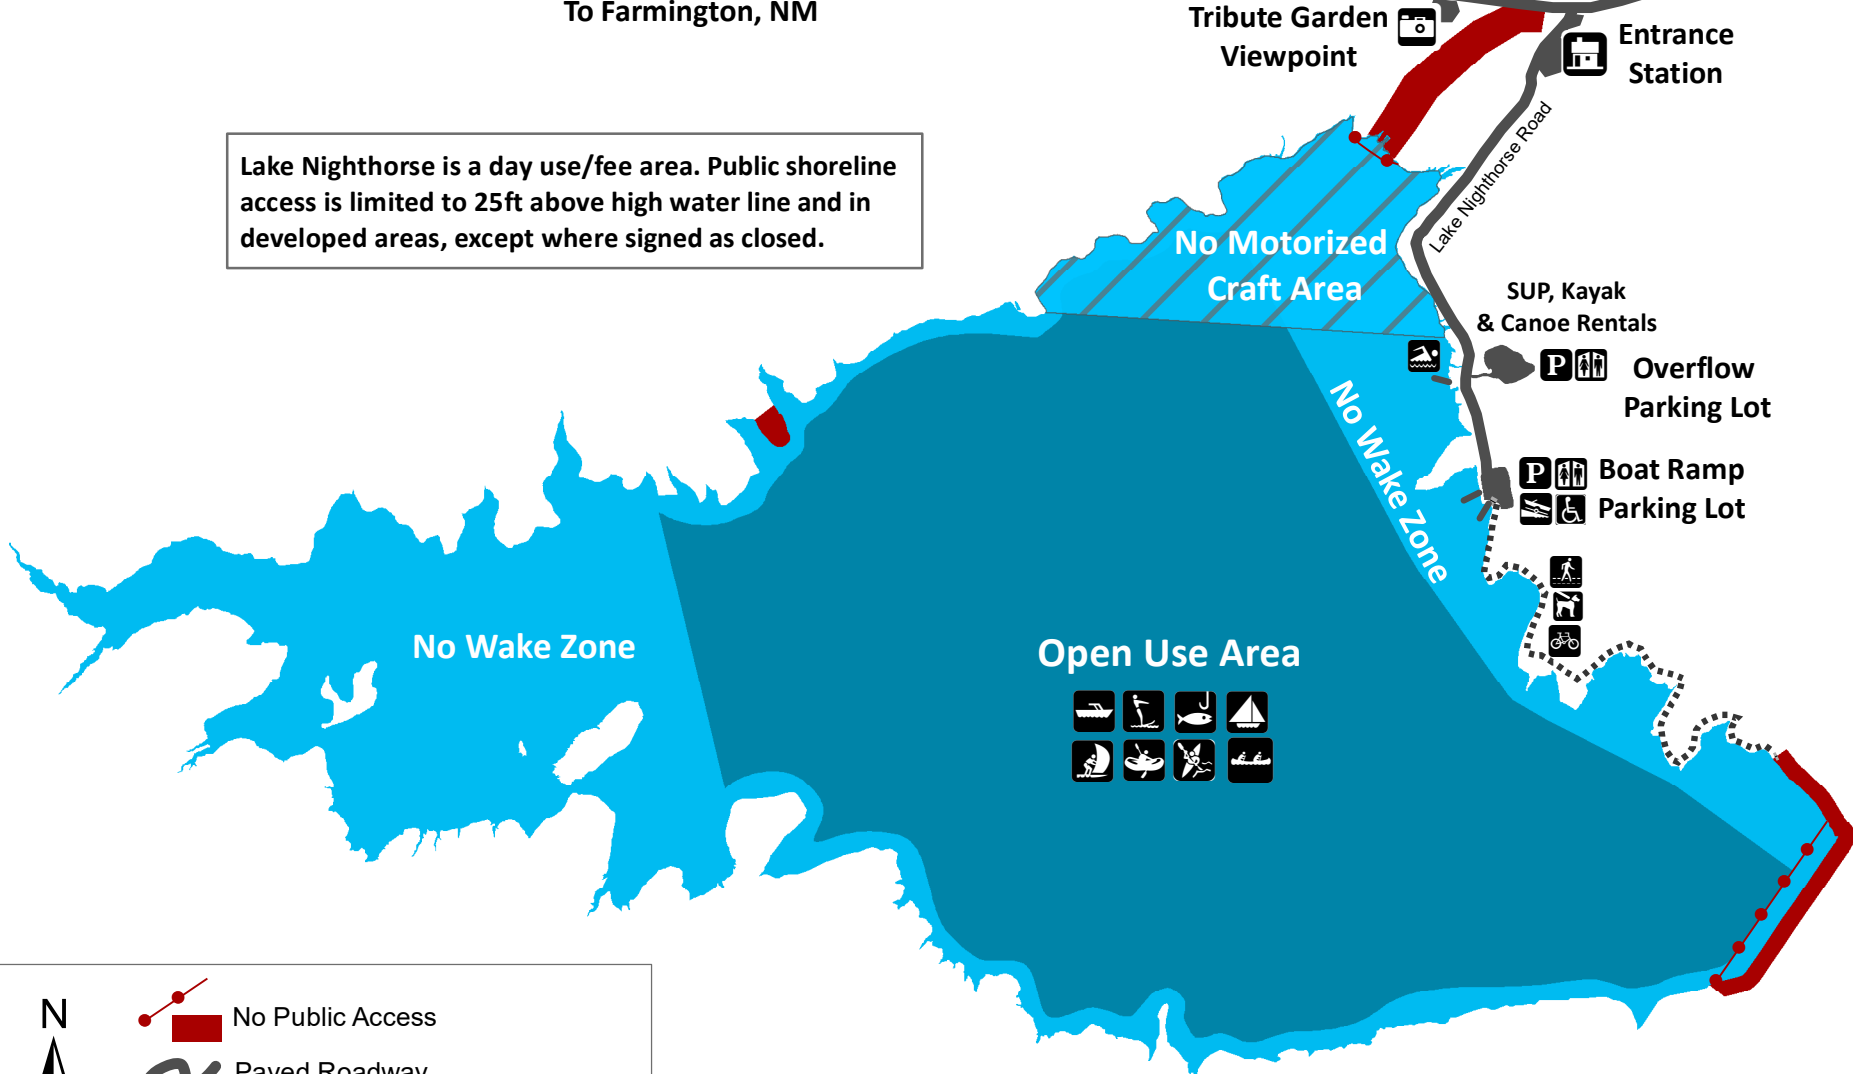 To Farmington, NM
Tribute Garden
Viewpoint
Entrance
Station
Lake Nighthorse is a day use/fee area. Public shoreline
access is limited to 25ft above high water line and in
developed areas, except where signed as closed.
Lake Nighthorse Road
No Motorized
Craft Area
SUP, Kayak
& Canoe Rentals
P
Overflow
Parking Lot
No Wake Zone
P
Boat Ramp
Parking Lot
No Wake Zone
Open Use Area
N
No Public Access
Paved Roadway